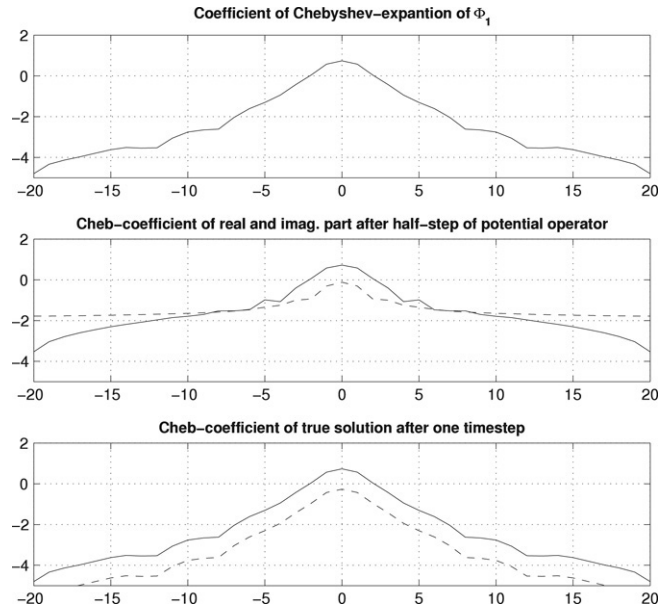 Coefficient of Chebyshev−expantion of Φ1
2
0
−2
−4
−20 −15 −10 −5 0 5 10 15 20
Cheb−coefficient of real and imag. part after half−step of potential operator
2
0
−2
−4
−20 −15 −10 −5 0 5 10 15 20
Cheb−coefficient of true solution after one timestep
2
0
−2
−4
−20 −15 −10 −5 0 5 10 15 20